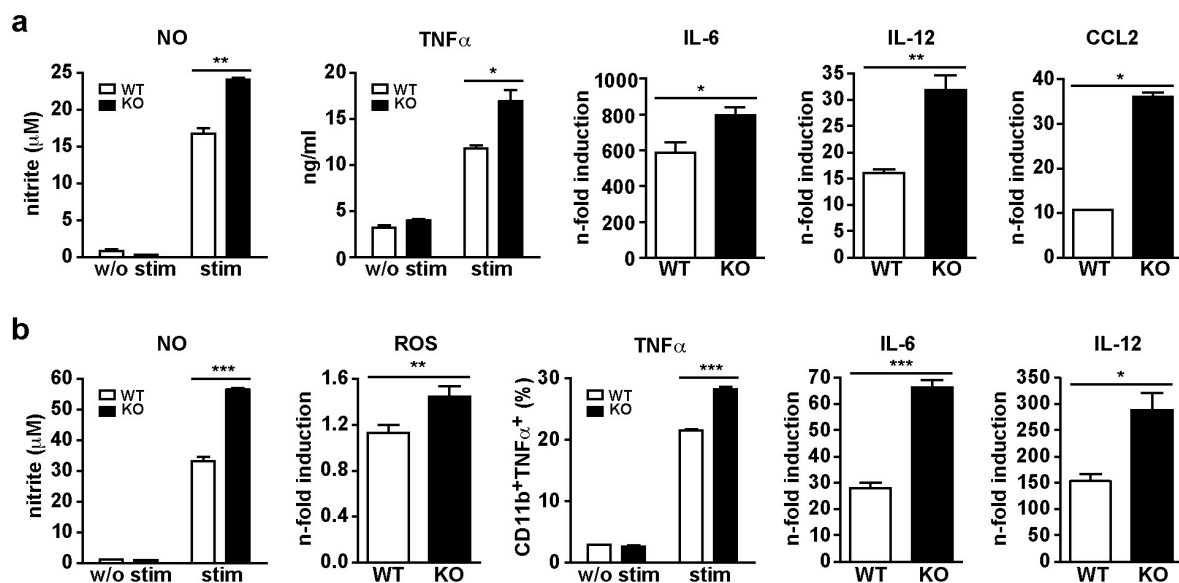 a
NO
nitrite (μM)
25
20
15
10
5
0
WT
KO
**
w/o stim
stim
TNFα
ng/ml
20
15
10
5
0
WT
KO
*
w/o stim
stim
IL-6
n-fold induction
1000
800
600
400
200
0
*
WT
KO
IL-12
n-fold induction
35
30
25
20
15
10
5
0
**
WT
KO
CCL2
n-fold induction
40
30
20
10
0
*
WT
KO
b
NO
nitrite (μM)
60
50
40
30
20
10
0
WT
KO
***
w/o stim
stim
ROS
n-fold induction
1.6
1.2
0.8
0.4
0.0
**
WT
KO
TNFα
CD11b⁺TNFα⁺ (%)
30
20
10
0
WT
KO
***
w/o stim
stim
IL-6
n-fold induction
70
60
50
40
30
20
10
0
***
WT
KO
IL-12
n-fold induction
350
300
250
200
150
100
50
0
*
WT
KO